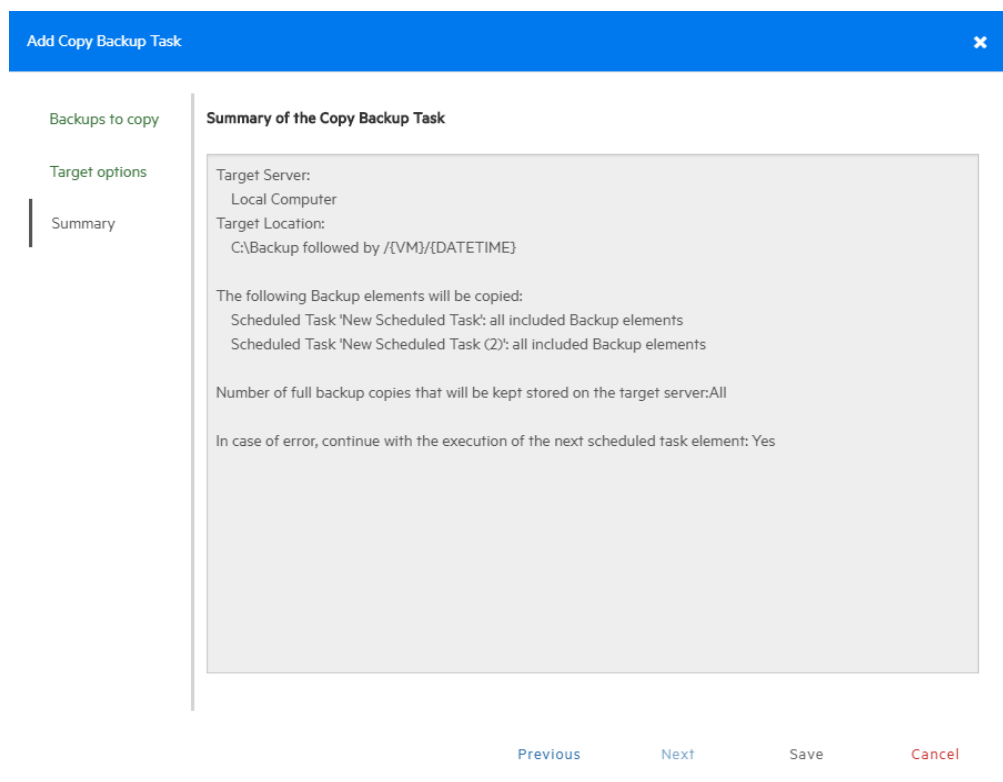 Add Copy Backup Task
Backups to copy
Target options
Summary
Summary of the Copy Backup Task
Target Server:
Local Computer
Target Location:
C:\Backup followed by /{VM}/{DATETIME}
The following Backup elements will be copied:
Scheduled Task 'New Scheduled Task': all included Backup elements
Scheduled Task 'New Scheduled Task (2)': all included Backup elements
Number of full backup copies that will be kept stored on the target server:All
In case of error, continue with the execution of the next scheduled task element: Yes
Previous Next Save Cancel